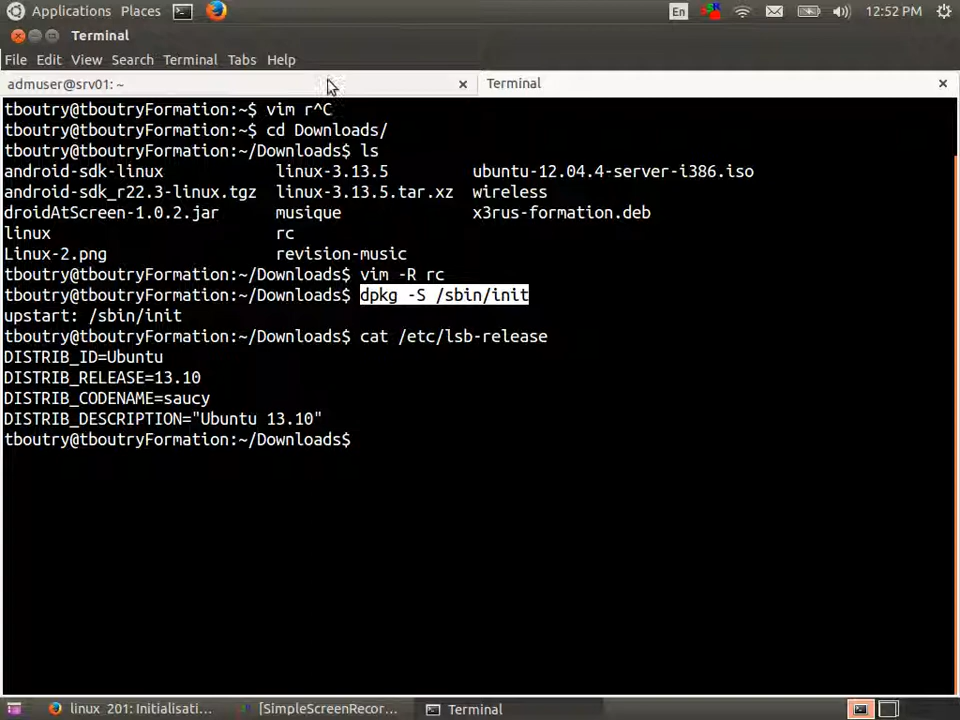 Applications Places En 12:52 PM
Terminal
File Edit View Search Terminal Tabs Help
admuser@srv01: ~ Terminal
tboutry@tboutryFormation:~$ vim r^C
tboutry@tboutryFormation:~$ cd Downloads/
tboutry@tboutryFormation:~/Downloads$ ls
android-sdk-linux linux-3.13.5 ubuntu-12.04.4-server-i386.iso
android-sdk_r22.3-linux.tgz linux-3.13.5.tar.xz wireless
droidAtScreen-1.0.2.jar musique x3rus-formation.deb
linux rc
Linux-2.png revision-music
tboutry@tboutryFormation:~/Downloads$ vim -R rc
tboutry@tboutryFormation:~/Downloads$ dpkg -S /sbin/init
upstart: /sbin/init
tboutry@tboutryFormation:~/Downloads$ cat /etc/lsb-release
DISTRIB_ID=Ubuntu
DISTRIB_RELEASE=13.10
DISTRIB_CODENAME=saucy
DISTRIB_DESCRIPTION="Ubuntu 13.10"
tboutry@tboutryFormation:~/Downloads$
linux_201: Initialisati... [SimpleScreenRecor... Terminal